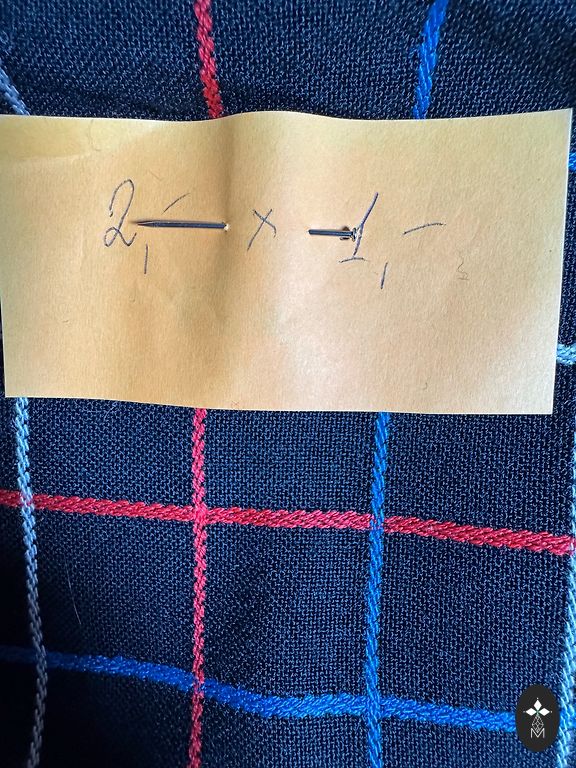 2,- × 1,-